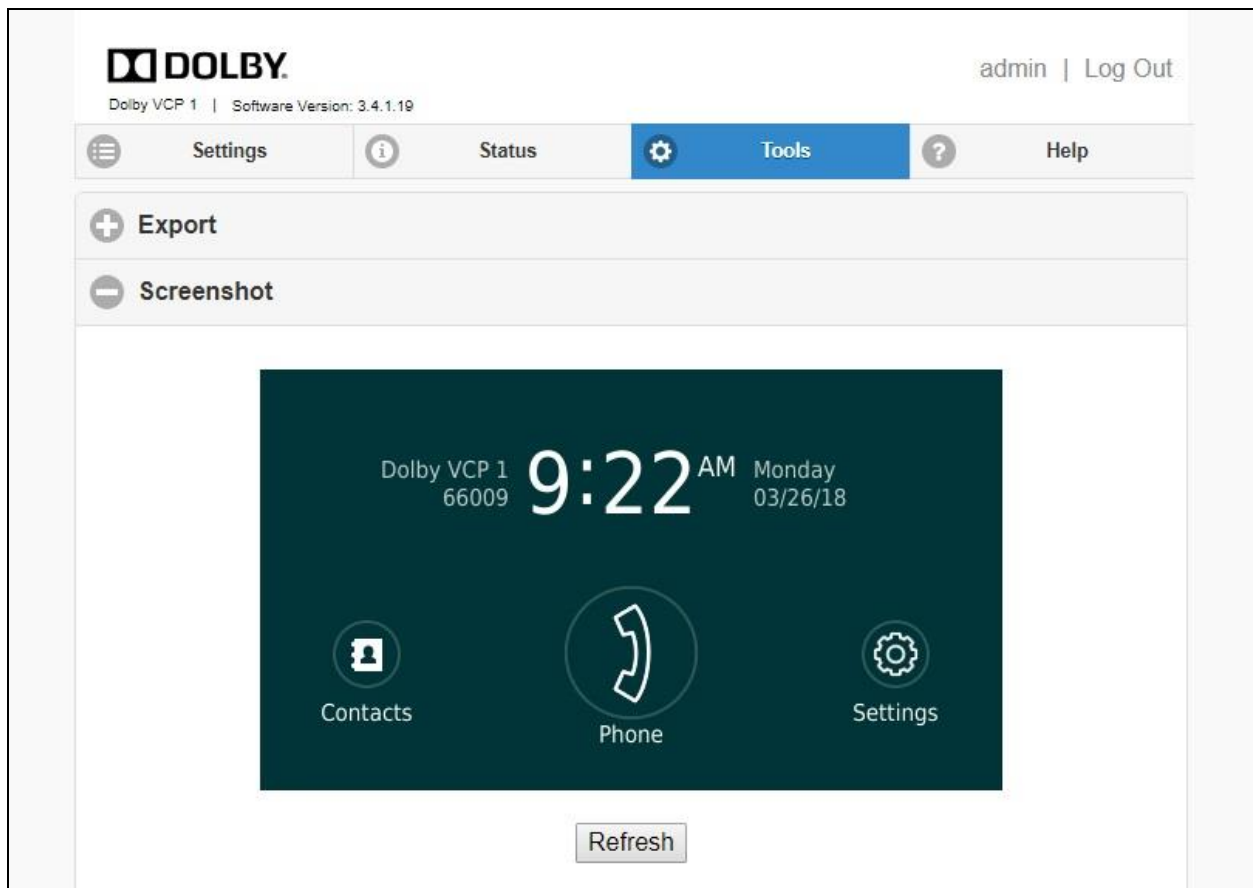 DOLBY.
admin | Log Out
Dolby VCP 1 | Software Version: 3.4.1.19
Settings
Status
Tools
Help
Export
Screenshot
Dolby VCP 1
66009
9:22 AM
Monday
03/26/18
Contacts
Phone
Settings
Refresh